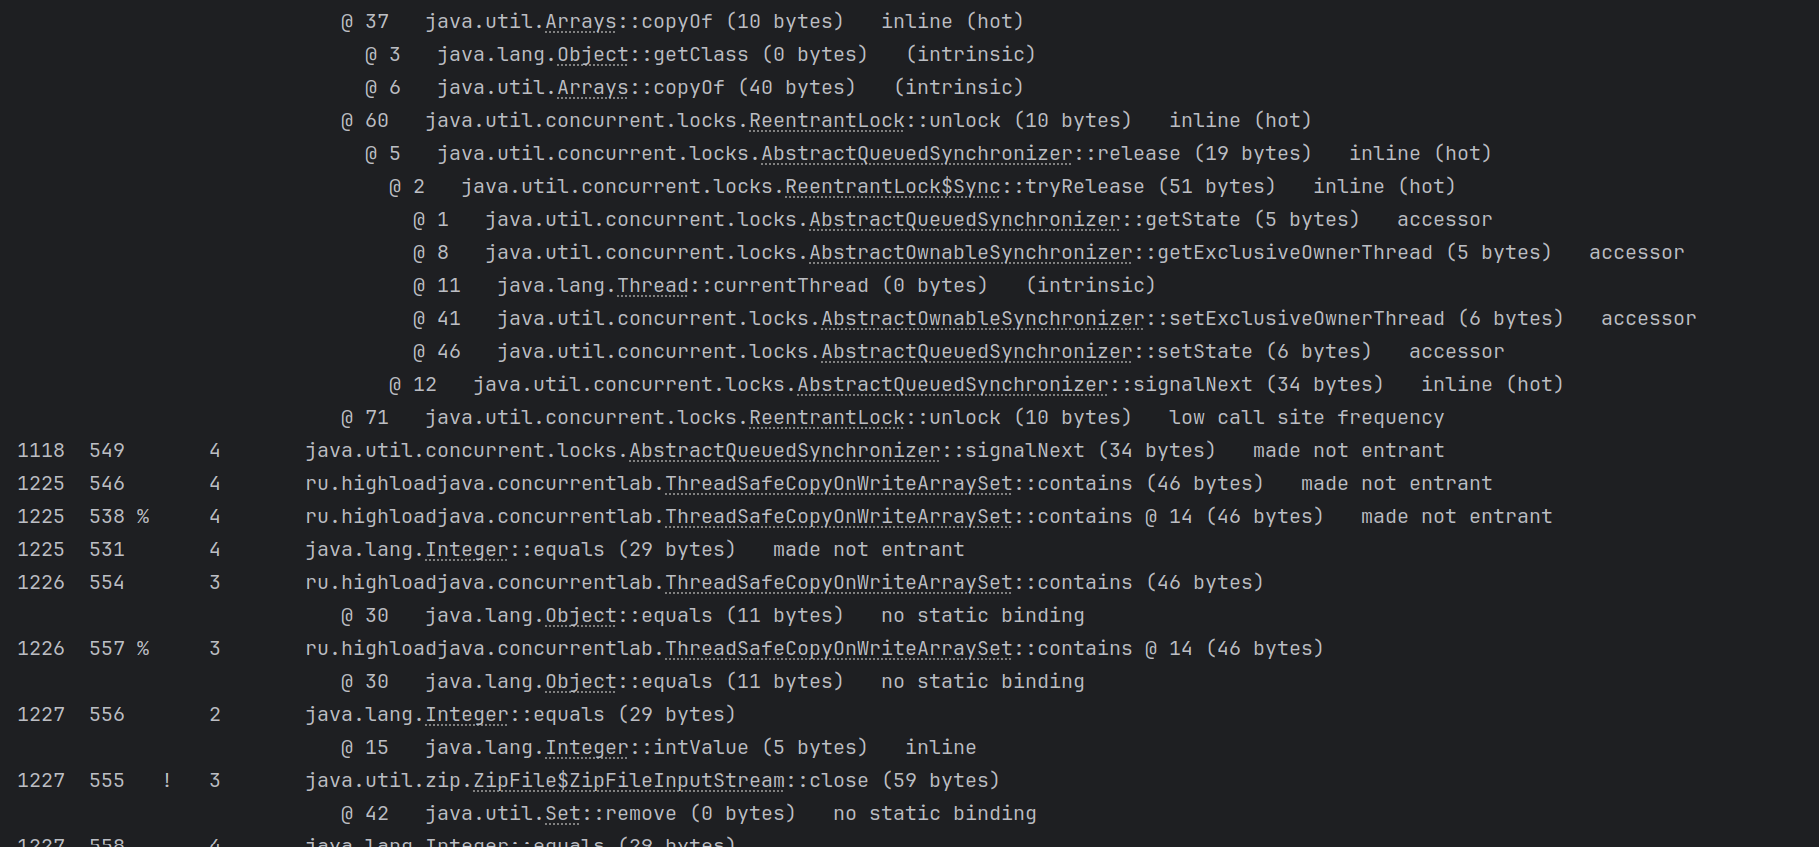 @ 37   java.util.Arrays::copyOf (10 bytes)   inline (hot)
@ 3   java.lang.Object::getClass (0 bytes)   (intrinsic)
@ 6   java.util.Arrays::copyOf (40 bytes)   (intrinsic)
@ 60   java.util.concurrent.locks.ReentrantLock::unlock (10 bytes)   inline (hot)
@ 5   java.util.concurrent.locks.AbstractQueuedSynchronizer::release (19 bytes)   inline (hot)
@ 2   java.util.concurrent.locks.ReentrantLock$Sync::tryRelease (51 bytes)   inline (hot)
@ 1   java.util.concurrent.locks.AbstractQueuedSynchronizer::getState (5 bytes)   accessor
@ 8   java.util.concurrent.locks.AbstractOwnableSynchronizer::getExclusiveOwnerThread (5 bytes)   accessor
@ 11   java.lang.Thread::currentThread (0 bytes)   (intrinsic)
@ 41   java.util.concurrent.locks.AbstractOwnableSynchronizer::setExclusiveOwnerThread (6 bytes)   accessor
@ 46   java.util.concurrent.locks.AbstractQueuedSynchronizer::setState (6 bytes)   accessor
@ 12   java.util.concurrent.locks.AbstractQueuedSynchronizer::signalNext (34 bytes)   inline (hot)
@ 71   java.util.concurrent.locks.ReentrantLock::unlock (10 bytes)   low call site frequency
1118  549       4       java.util.concurrent.locks.AbstractQueuedSynchronizer::signalNext (34 bytes)   made not entrant
1225  546       4       ru.highloadjava.concurrentlab.ThreadSafeCopyOnWriteArraySet::contains (46 bytes)   made not entrant
1225  538 %     4       ru.highloadjava.concurrentlab.ThreadSafeCopyOnWriteArraySet::contains @ 14 (46 bytes)   made not entrant
1225  531       4       java.lang.Integer::equals (29 bytes)   made not entrant
1226  554       3       ru.highloadjava.concurrentlab.ThreadSafeCopyOnWriteArraySet::contains (46 bytes)
@ 30   java.lang.Object::equals (11 bytes)   no static binding
1226  557 %     3       ru.highloadjava.concurrentlab.ThreadSafeCopyOnWriteArraySet::contains @ 14 (46 bytes)
@ 30   java.lang.Object::equals (11 bytes)   no static binding
1227  556       2       java.lang.Integer::equals (29 bytes)
@ 15   java.lang.Integer::intValue (5 bytes)   inline
1227  555   !   3       java.util.zip.ZipFile$ZipFileInputStream::close (59 bytes)
@ 42   java.util.Set::remove (0 bytes)   no static binding
1227  558       4       java.lang.Integer::equals (29 bytes)